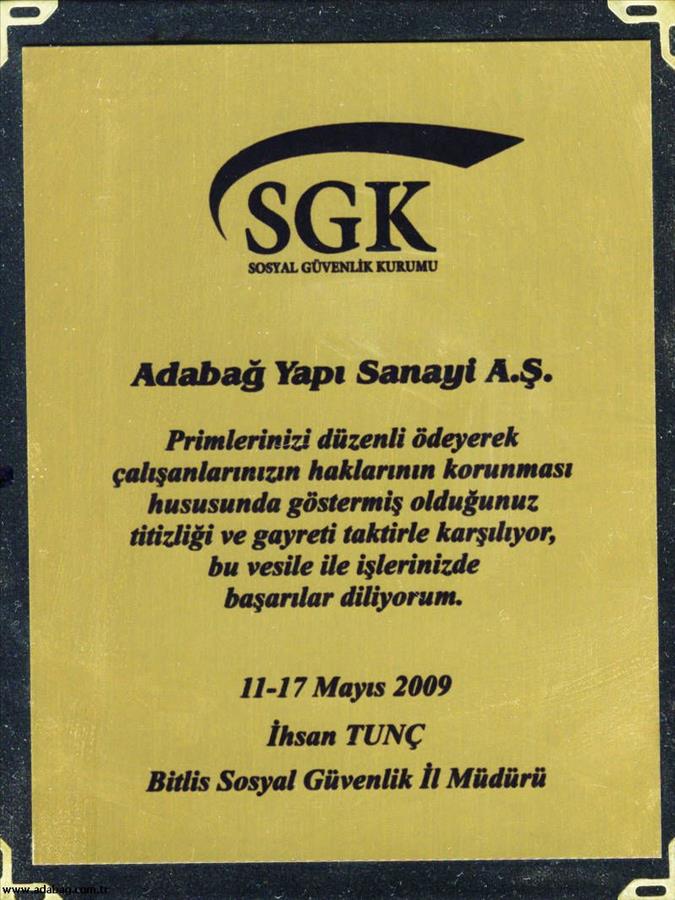 SGK
SOSYAL GÜVENLİK KURUMU
Adabağ Yapı Sanayi A.Ş.
Primlerinizi düzenli ödeyerek
çalışanlarınızın haklarının korunması
hususunda göstermiş olduğunuz
titizliği ve gayreti taktirle karşılıyor,
bu vesile ile işlerinizde
başarılar diliyorum.
11-17 Mayıs 2009
İhsan TUNÇ
Bitlis Sosyal Güvenlik İl Müdürü
www.adabag.com.tr